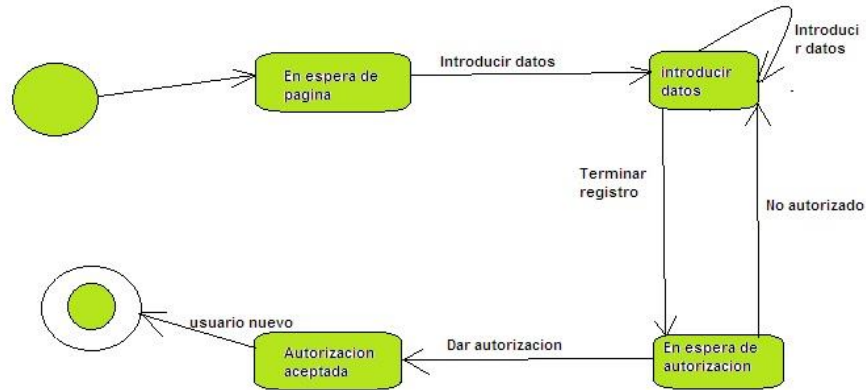 En espera de
pagina
Introducir datos
introducir
datos
Introduci
r datos
Terminar
registro
No autorizado
usuario nuevo
Autorizacion
aceptada
Dar autorizacion
En espera de
autorizacion